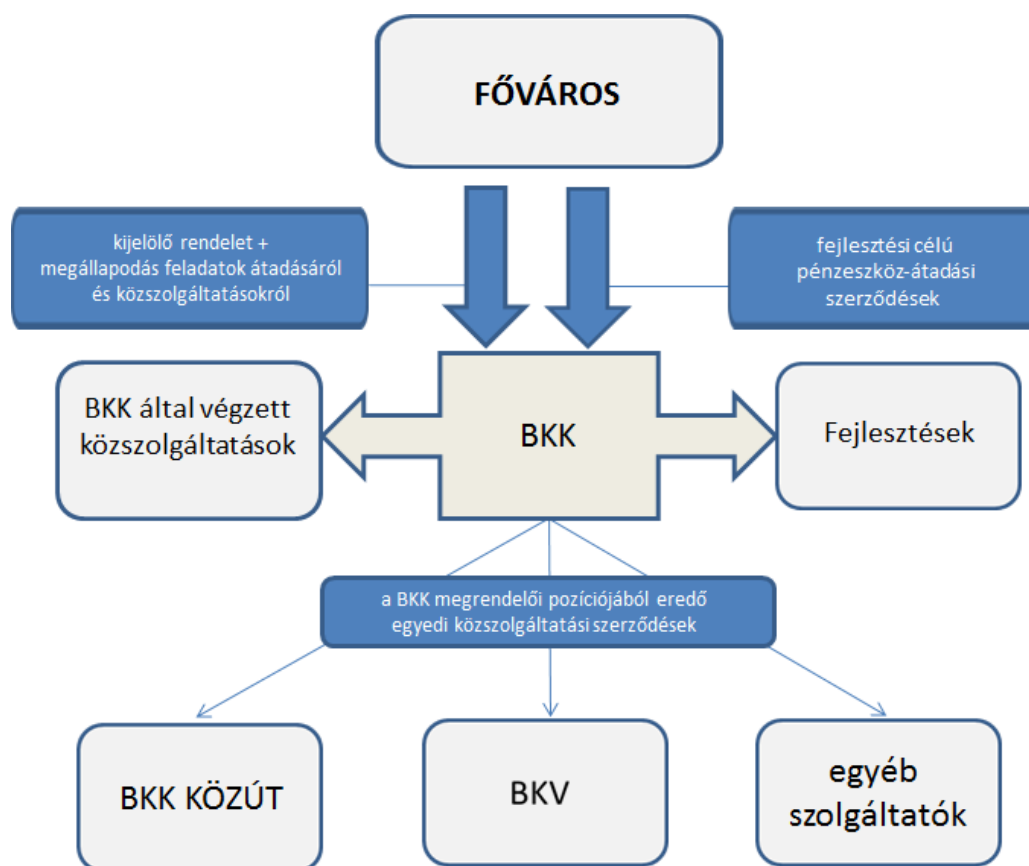 FŐVÁROS
kijelölő rendelet +
megállapodás feladatok átadásáról
és közszolgáltatásokról
fejlesztési célú
pénzeszköz-átadási
szerződések
BKK által végzett
közszolgáltatások
BKK
Fejlesztések
a BKK megrendelői pozíciójából eredő
egyedi közszolgáltatási szerződések
BKK KÖZÚT
BKV
egyéb
szolgáltatók